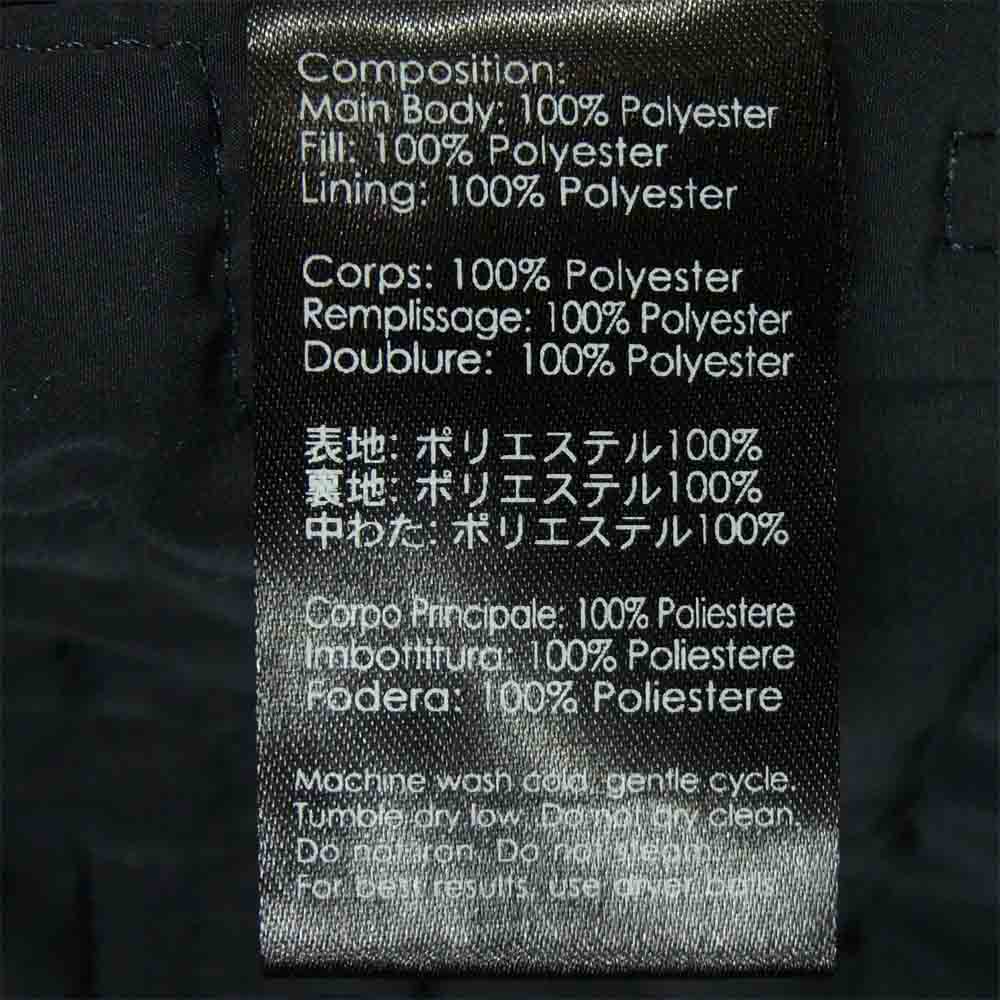 Composition:
Main Body: 100% Polyester
Fill: 100% Polyester
Lining: 100% Polyester
Corps: 100% Polyester
Remplissage: 100% Polyester
Doublure: 100% Polyester
表地: ポリエステル100%
裏地: ポリエステル100%
中わた: ポリエステル100%
Corpo Principale: 100% Poliestere
Imbottitura: 100% Poliestere
Fodera: 100% Poliestere
Machine wash cold, gentle cycle.
Tumble dry low. Do not dry clean.
Do not iron. Do not steam.
For best results, use dryer balls.